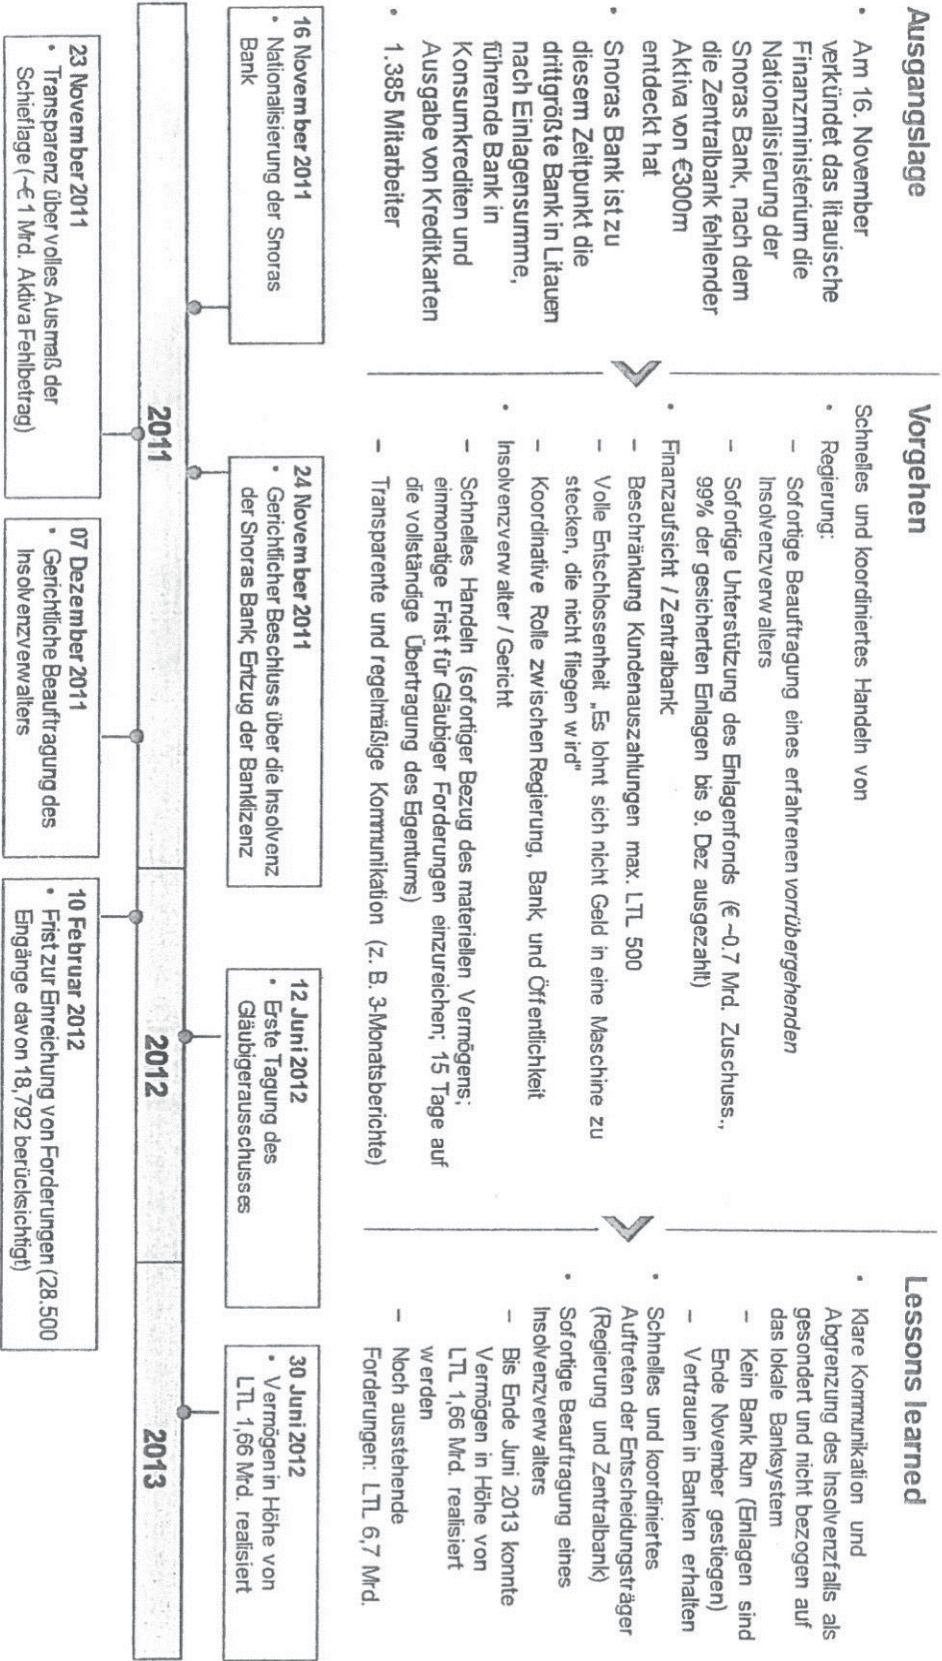 Ausgangslage
• Am 16. November
verkündet das litauische
Finanzministerium die
Nationalisierung der
Snoras Bank, nach dem
die Zentralbank fehlender
Aktiva von €300m
entdeckt hat
• Snoras Bank ist zu
diesem Zeitpunkt die
drittgrößte Bank in Litauen
nach Einlagensumme,
führende Bank in
Konsumkrediten und
Ausgabe von Kreditkarten
• 1.385 Mitarbeiter
Vorgehen
Schnelles und koordiniertes Handeln von
• Regierung:
– Sofortige Beauftragung eines erfahrenen vorrübergehenden
Insolvenzverwalters
– Sofortige Unterstützung des Einlagenfonds (€ ~0.7 Mrd. Zuschuss.,
99% der gesicherten Einlagen bis 9. Dez ausgezahlt)
• Finanzaufsicht / Zentralbank
– Beschränkung Kundenauszahlungen max. LTL 500
– Volle Entschlossenheit „Es lohnt sich nicht Geld in eine Maschine zu
stecken, die nicht fliegen wird"
– Koordinative Rolle zwischen Regierung, Bank, und Öffentlichkeit
• Insolvenzverwalter / Gericht
– Schnelles Handeln (sofortiger Bezug des materiellen Vermögens;
einmonatige Frist für Gläubiger Forderungen einzureichen; 15 Tage auf
die vollständige Übertragung des Eigentums)
– Transparente und regelmäßige Kommunikation (z. B. 3-Monatsberichte)
Lessons learned
• Klare Kommunikation und
Abgrenzung des Insolvenzfalls als
gesondert und nicht bezogen auf
das lokale Banksystem
– Kein Bank Run (Einlagen sind
Ende November gestiegen)
– Vertrauen in Banken erhalten
• Schnelles und koordiniertes
Auftreten der Entscheidungsträger
(Regierung und Zentralbank)
• Sofortige Beauftragung eines
Insolvenzverwalters
– Bis Ende Juni 2013 konnte
Vermögen in Höhe von
LTL 1,66 Mrd. realisiert
werden
– Noch ausstehende
Forderungen: LTL 6,7 Mrd.
16 November 2011
• Nationalisierung der Snoras
Bank
24 November 2011
• Gerichtlicher Beschluss über die Insolvenz
der Snoras Bank; Entzug der Banklizenz
12 Juni 2012
• Erste Tagung des
Gläubigerausschusses
30 Juni 2012
• Vermögen in Höhe von
LTL 1,66 Mrd. realisiert
2011
2012
2013
23 November 2011
• Transparenz über volles Ausmaß der
Schieflage (~€ 1 Mrd. Aktiva Fehlbetrag)
07 Dezember 2011
• Gerichtliche Beauftragung des
Insolvenzverwalters
10 Februar 2012
• Frist zur Einreichung von Forderungen (28.500
Eingänge davon 18,792 berücksichtigt)